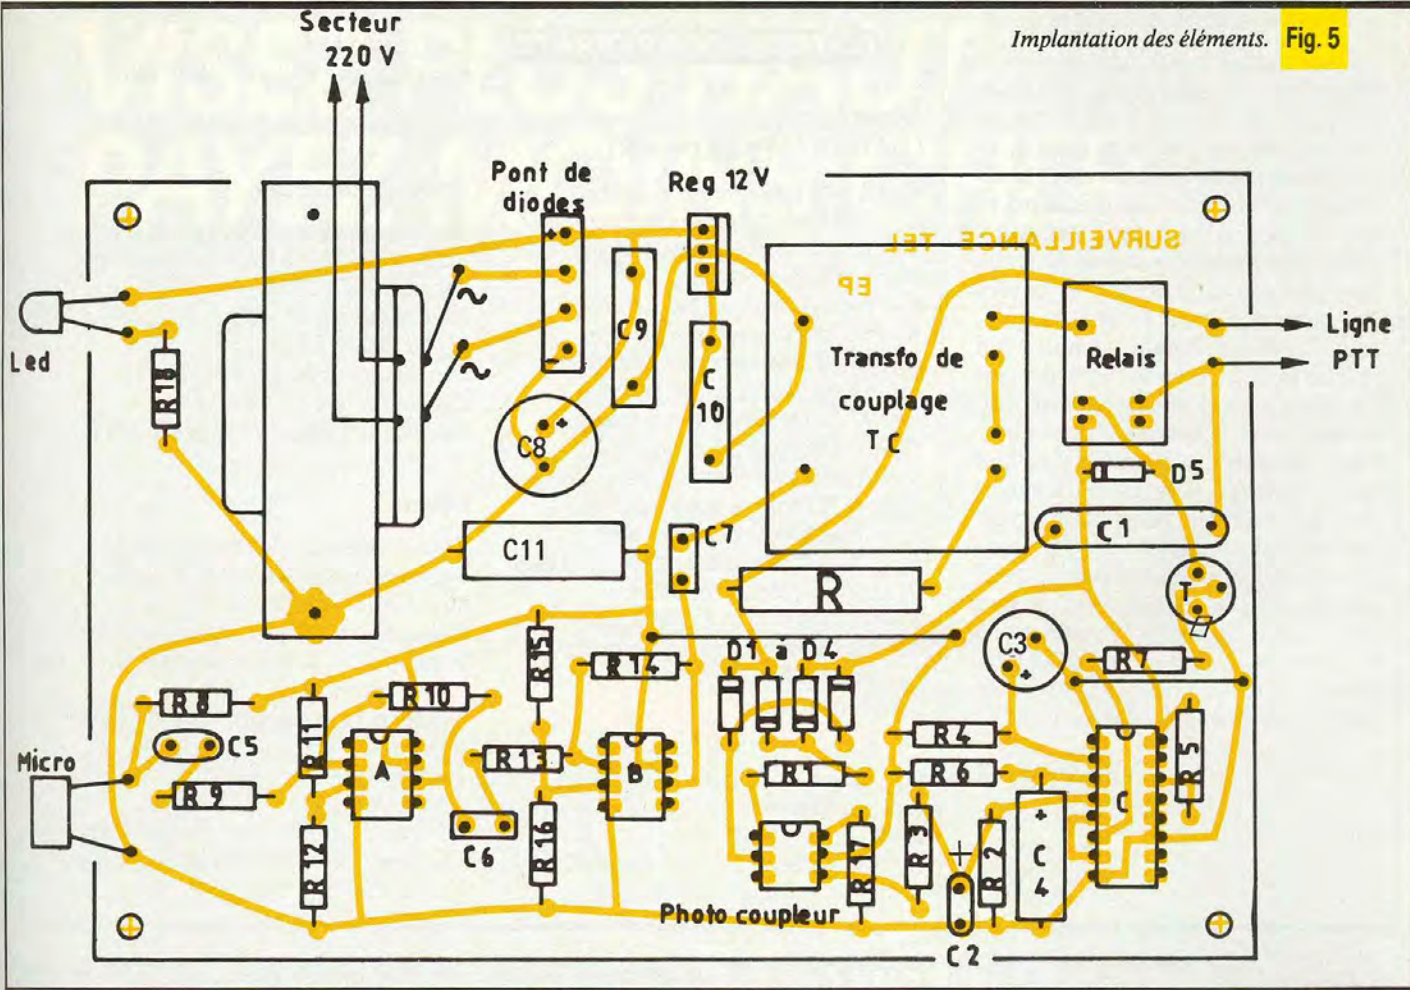 Implantation des éléments. Fig. 5
Secteur
220 V
Pont de
diodes
Reg 12 V
SURVEILLANCE TEL
EP
+
~
~
-
Led
R18
C9
C
10
Transfo de
couplage
TC
Relais
Ligne
PTT
C8
+
D5
C11
C7
C1
R
T
R15
R14
D1 à D4
C3
+
R7
R8
R10
R11
C5
R9
A
R13
B
R4
R6
R1
C
R5
Micro
R12
C6
R16
R17
R3
+
R2
+
C
4
Photo coupleur
C2